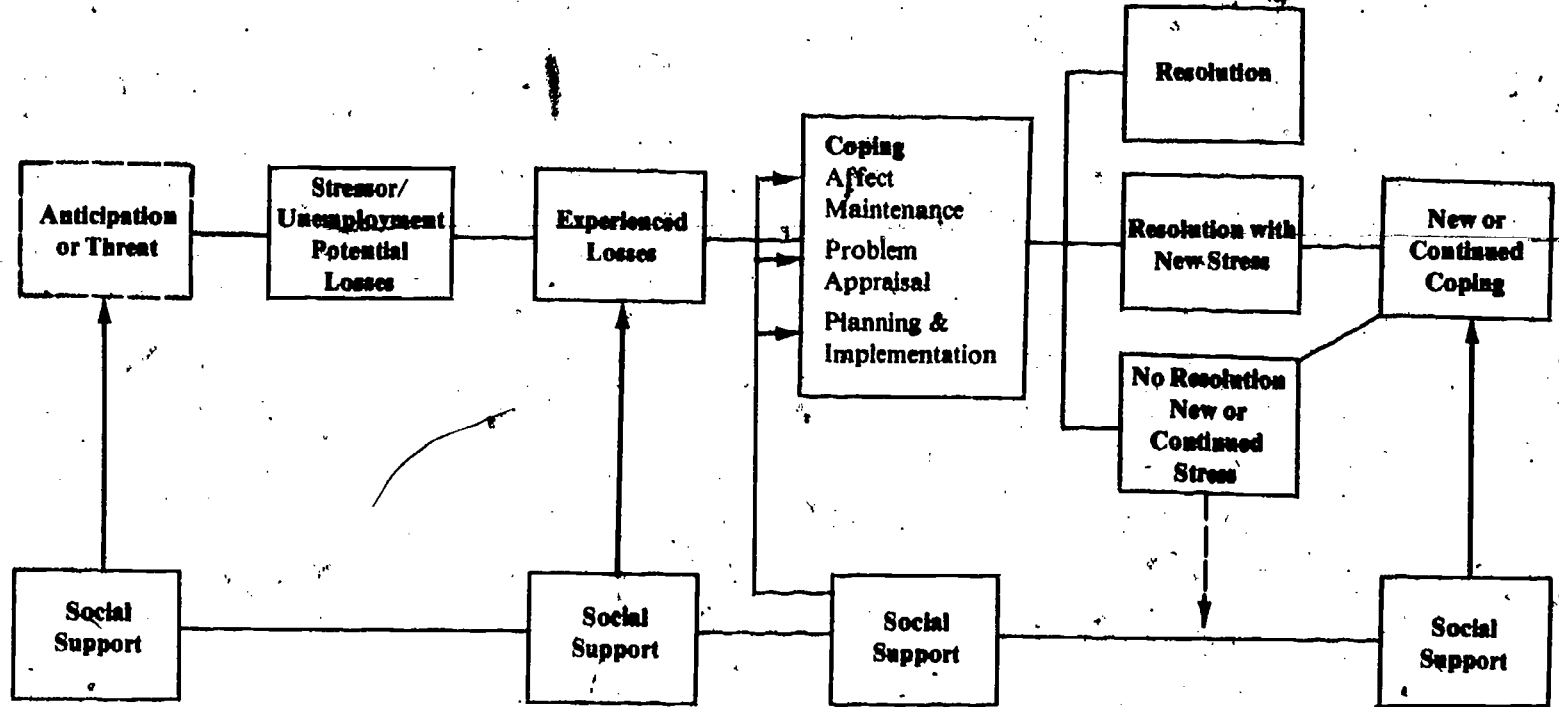 Anticipation
or Threat
Stressor/
Unemployment
Potential
Losses
Experienced
Losses
Coping
Affect
Maintenance
Problem
Appraisal
Planning &
Implementation
Resolution
Resolution with
New Stress
No Resolution
New or
Continued
Stress
New or
Continued
Coping
Social
Support
Social
Support
Social
Support
Social
Support